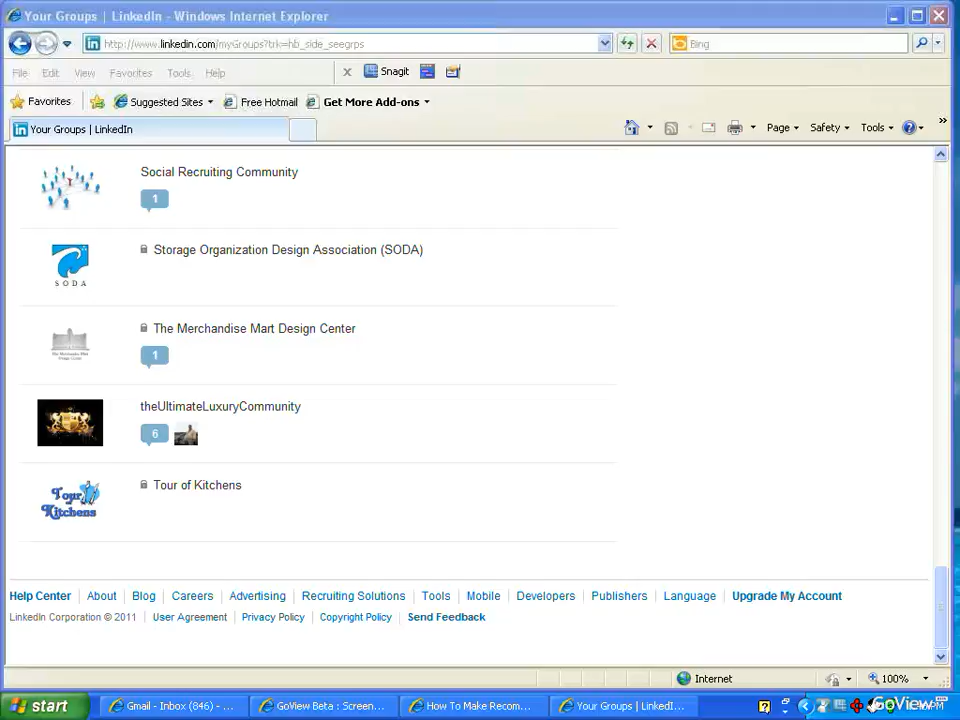 Your Groups | LinkedIn - Windows Internet Explorer
http://www.linkedin.com/myGroups?trk=hb_side_seegrps
Bing
File Edit View Favorites Tools Help
x Snagit
Favorites Suggested Sites Free Hotmail Get More Add-ons
Your Groups | LinkedIn
Page Safety Tools
Social Recruiting Community
1
Storage Organization Design Association (SODA)
SODA
The Merchandise Mart Design Center
1
theUltimateLuxuryCommunity
6
Tour of Kitchens
Tour
Kitchens
Help Center About Blog Careers Advertising Recruiting Solutions Tools Mobile Developers Publishers Language Upgrade My Account
LinkedIn Corporation © 2011 User Agreement Privacy Policy Copyright Policy Send Feedback
Internet 100%
start Gmail - Inbox (846) - ... GoView Beta : Screen... How To Make Recom... Your Groups | LinkedI... GoView